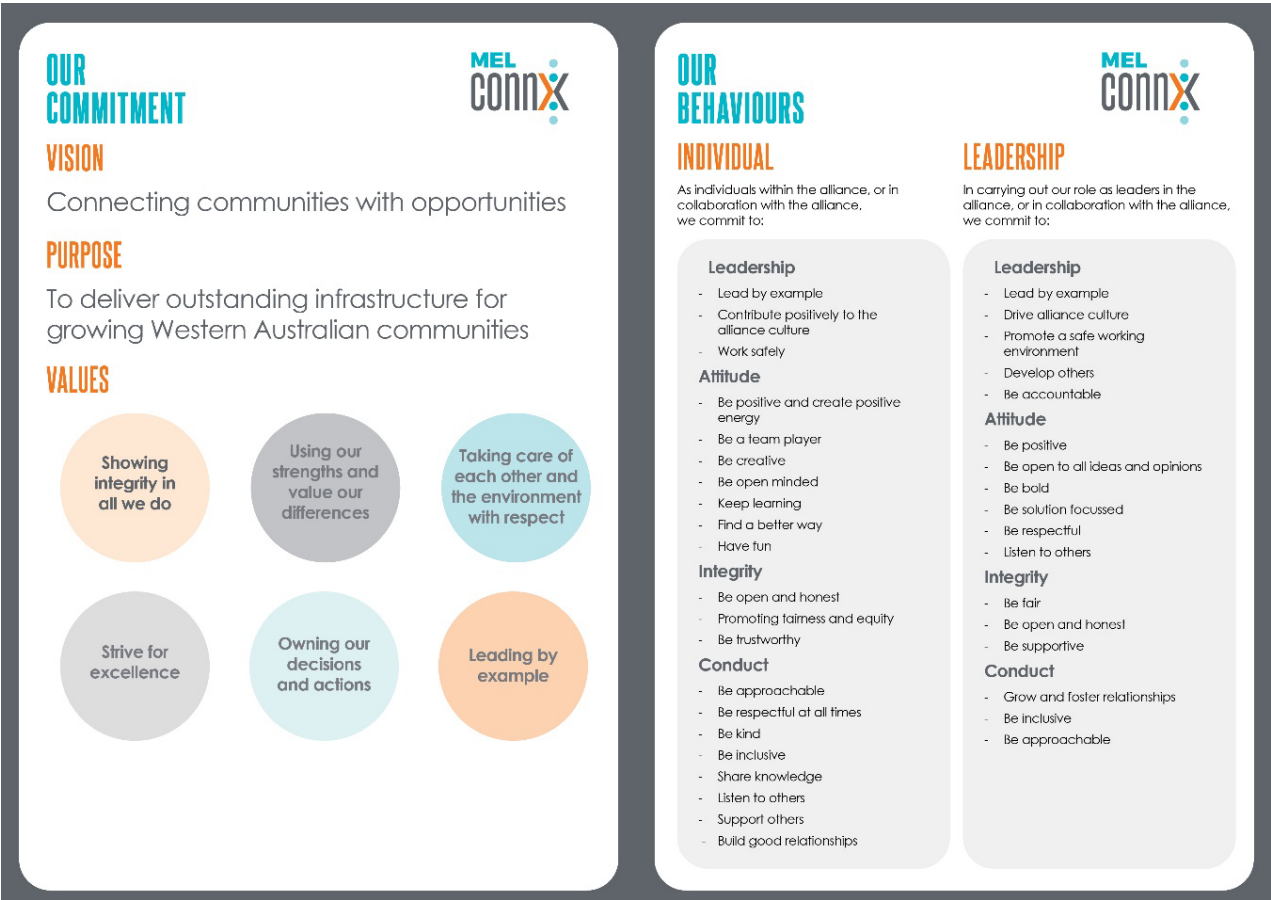 OUR
COMMITMENT
MEL
connx
VISION
Connecting communities with opportunities
PURPOSE
To deliver outstanding infrastructure for
growing Western Australian communities
VALUES
Showing
integrity in
all we do
Using our
strengths and
value our
differences
Taking care of
each other and
the environment
with respect
Strive for
excellence
Owning our
decisions
and actions
Leading by
example
OUR
BEHAVIOURS
MEL
connx
INDIVIDUAL
As individuals within the alliance, or in
collaboration with the alliance,
we commit to:
Leadership
- Lead by example
- Contribute positively to the
alliance culture
- Work safely
Attitude
- Be positive and create positive
energy
- Be a team player
- Be creative
- Be open minded
- Keep learning
- Find a better way
- Have fun
Integrity
- Be open and honest
- Promoting fairness and equity
- Be trustworthy
Conduct
- Be approachable
- Be respectful at all times
- Be kind
- Be inclusive
- Share knowledge
- Listen to others
- Support others
- Build good relationships
LEADERSHIP
In carrying out our role as leaders in the
alliance, or in collaboration with the alliance,
we commit to:
Leadership
- Lead by example
- Drive alliance culture
- Promote a safe working
environment
- Develop others
- Be accountable
Attitude
- Be positive
- Be open to all ideas and opinions
- Be bold
- Be solution focussed
- Be respectful
- Listen to others
Integrity
- Be fair
- Be open and honest
- Be supportive
Conduct
- Grow and foster relationships
- Be inclusive
- Be approachable